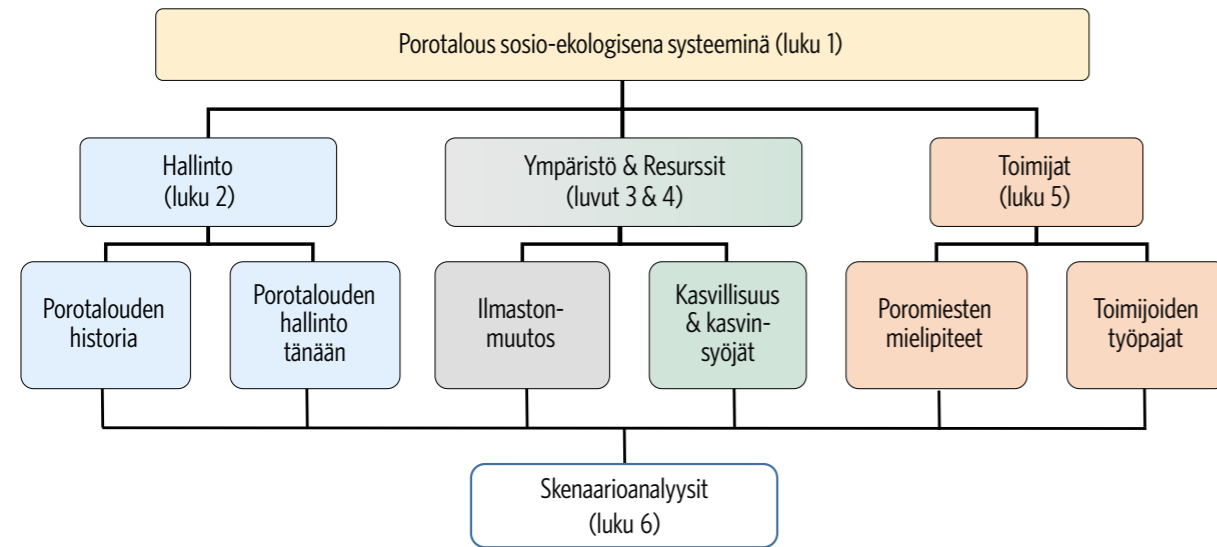 Porotalous sosio-ekologisena systeeminä (luku 1)
Hallinto
(luku 2)
Ympäristö & Resurssit
(luvut 3 & 4)
Toimijat
(luku 5)
Porotalouden
historia
Porotalouden
hallinto
tänään
Ilmaston-
muutos
Kasvillisuus
& kasvin-
syöjät
Poromiesten
mielipiteet
Toimijoiden
työpajat
Skenaarioanalyysit
(luku 6)